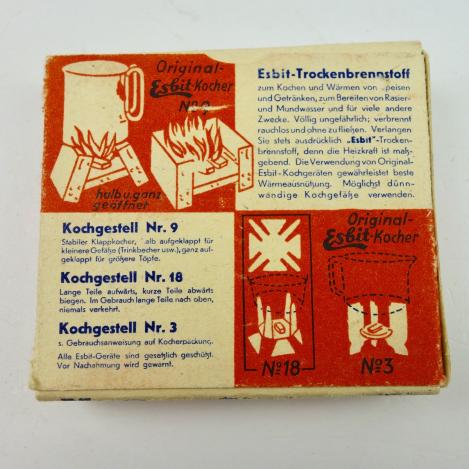 Original-
Esbit-Kocher
No 9
halb u. ganz
geöffnet
Esbit-Trockenbrennstoff
zum Kochen und Wärmen von Speisen
und Getränken, zum Bereiten von Rasier-
und Mundwasser und für viele andere
Zwecke. Völlig ungefährlich; verbrennt
rauchlos und ohne zu fließen. Verlangen
Sie stets ausdrücklich „Esbit"-Trocken-
brennstoff, denn die Heizkraft ist maß-
gebend. Die Verwendung von Original-
Esbit-Kochgeräten gewährleistet beste
Wärmeausnützung. Möglichst dünn-
wandige Kochgefäße verwenden.
Kochgestell Nr. 9
Stabiler Klappkocher, halb aufgeklappt für
kleinere Gefäße (Trinkbecher usw.), ganz auf-
geklappt für größere Töpfe.
Kochgestell Nr. 18
Lange Teile aufwärts, kurze Teile abwärts
biegen. Im Gebrauch lange Teile nach oben,
niemals verkehrt.
Kochgestell Nr. 3
s. Gebrauchsanweisung auf Kocherpackung.
Alle Esbit-Geräte sind gesetzlich geschützt.
Vor Nachahmung wird gewarnt.
Original-
Esbit-Kocher
No 18
No 3